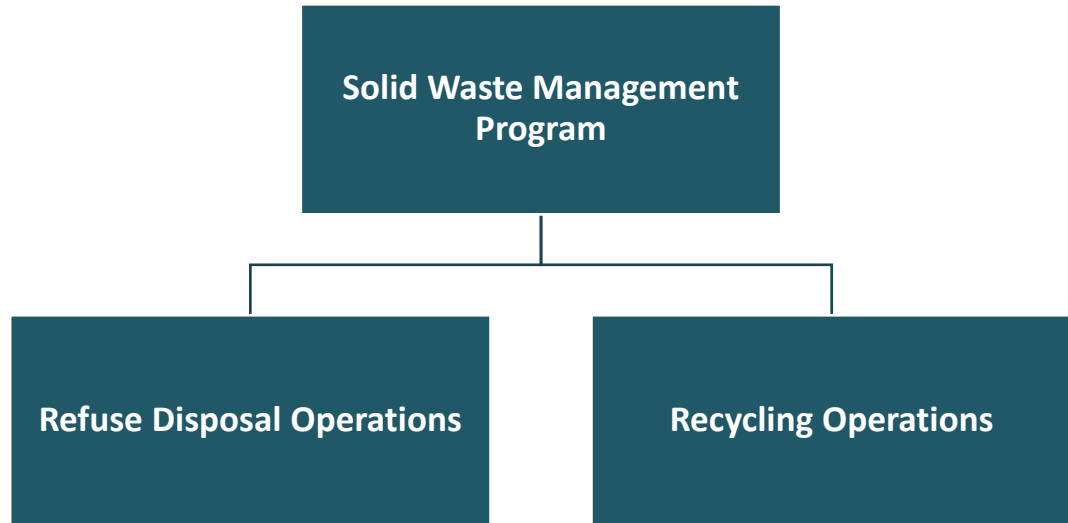 Solid Waste Management
Program
Refuse Disposal Operations
Recycling Operations